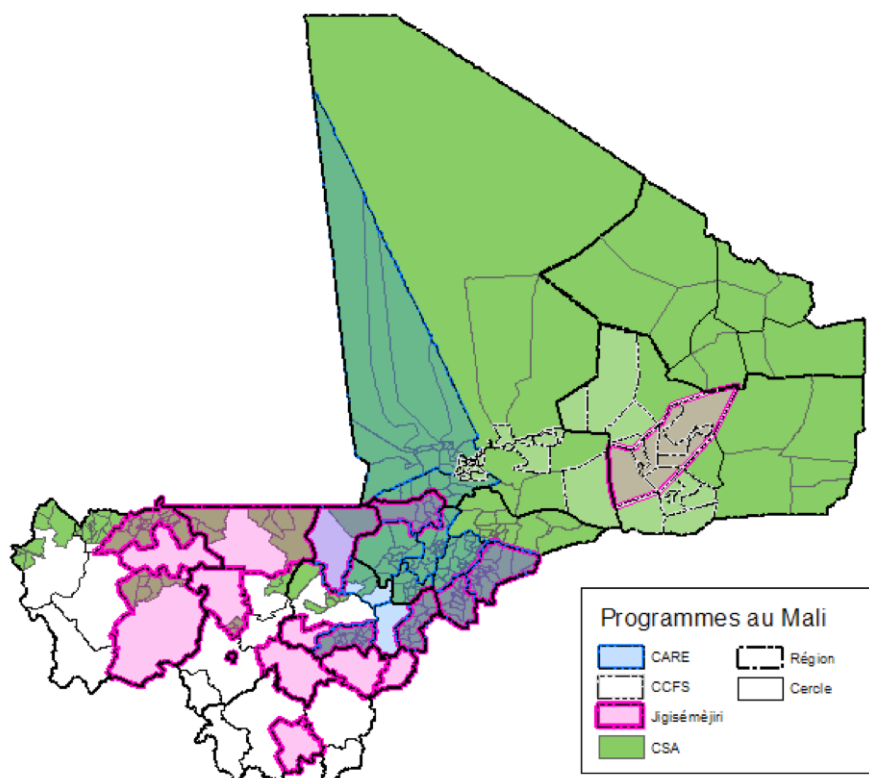 Programmes au Mali
CARE
Région
CCFS
Cercle
Jigisémèjiri
CSA